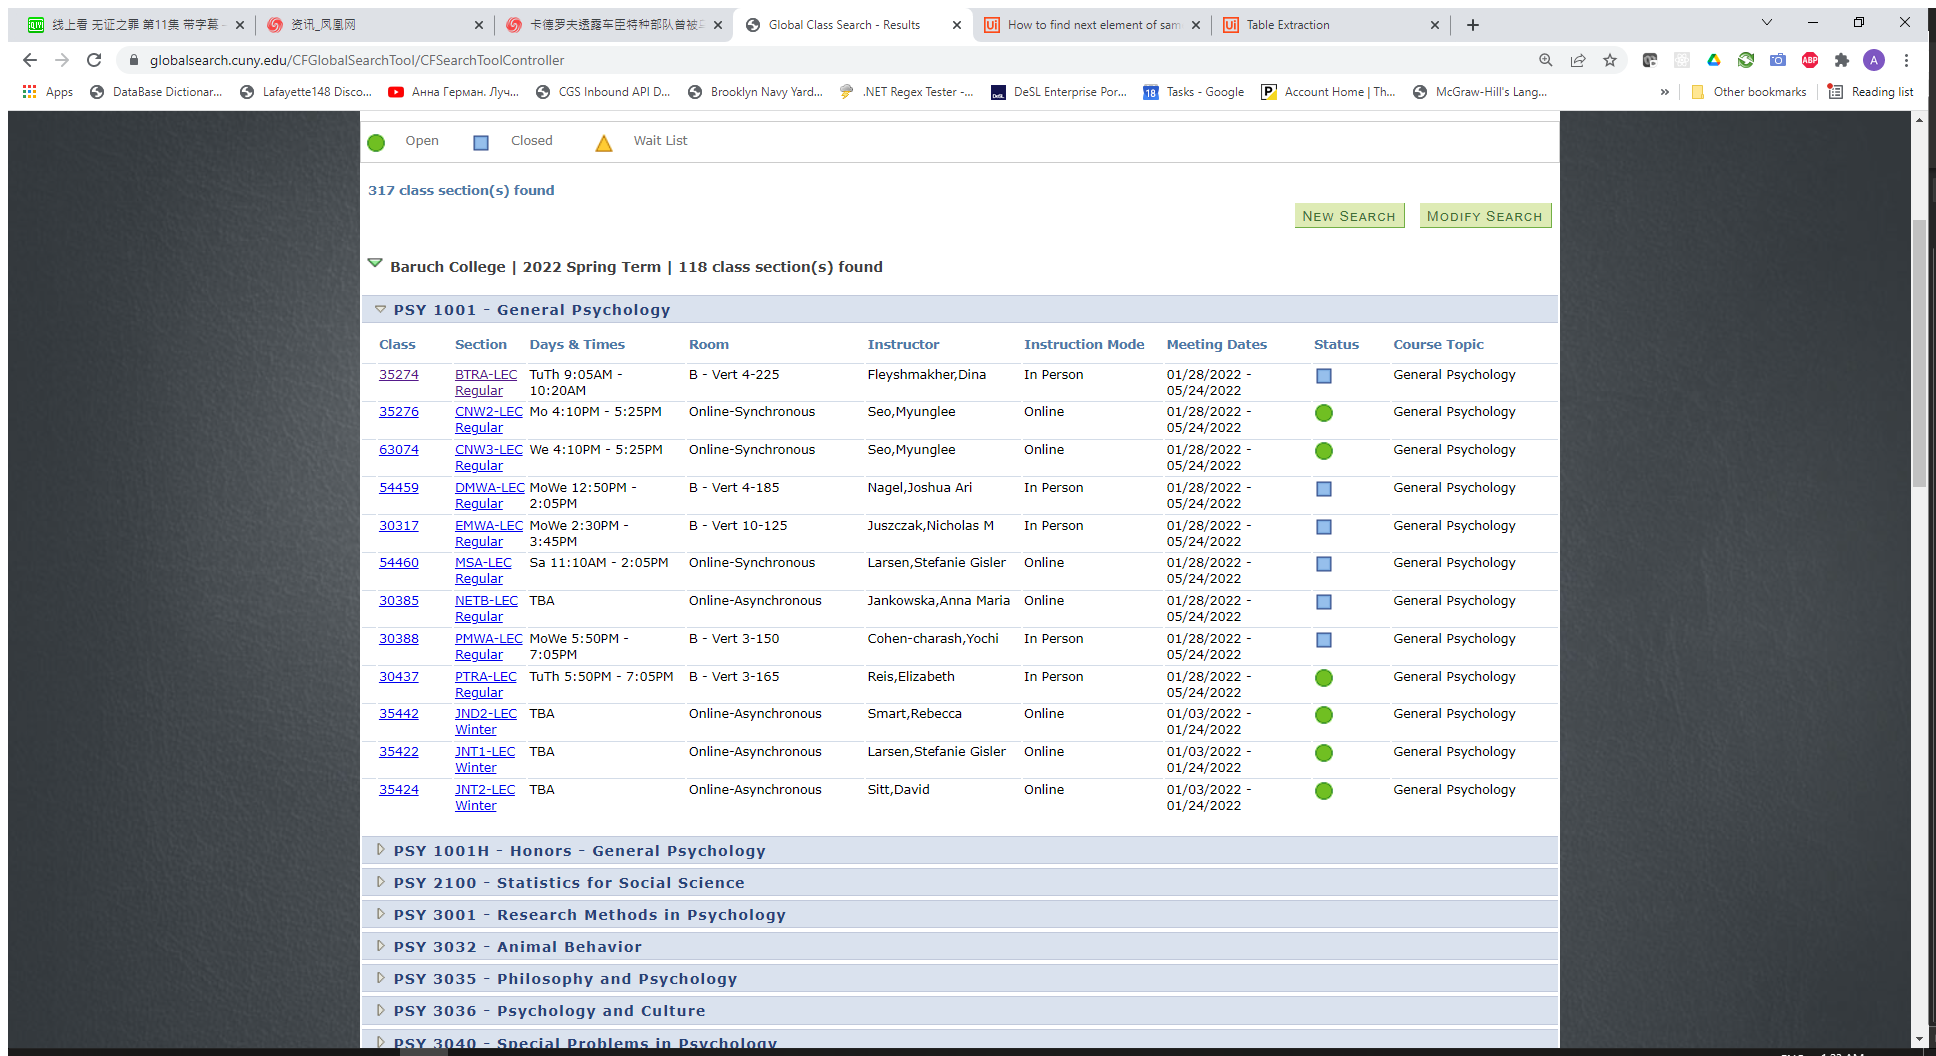 线上看 无证之罪 第11集 带字幕 -
资讯_凤凰网
卡德罗夫透露车臣特种部队曾被
Global Class Search - Results
How to find next element of sam
Table Extraction
globalsearch.cuny.edu/CFGlobalSearchTool/CFSearchToolController
A
Apps
DataBase Dictionar...
Lafayette148 Disco...
Анна Герман. Луч...
CGS Inbound API D...
Brooklyn Navy Yard...
.NET Regex Tester -...
DeSL Enterprise Por...
Tasks - Google
Account Home | Th...
McGraw-Hill's Lang...
»
Other bookmarks
Reading list
Open Closed Wait List
317 class section(s) found
NEW SEARCH MODIFY SEARCH
Baruch College | 2022 Spring Term | 118 class section(s) found
PSY 1001 - General Psychology
Class Section Days & Times Room Instructor Instruction Mode Meeting Dates Status Course Topic
35274 BTRA-LEC TuTh 9:05AM - B - Vert 4-225 Fleyshmakher,Dina In Person 01/28/2022 - General Psychology
Regular 10:20AM 05/24/2022
35276 CNW2-LEC Mo 4:10PM - 5:25PM Online-Synchronous Seo,Myunglee Online 01/28/2022 - General Psychology
Regular 05/24/2022
63074 CNW3-LEC We 4:10PM - 5:25PM Online-Synchronous Seo,Myunglee Online 01/28/2022 - General Psychology
Regular 05/24/2022
54459 DMWA-LEC MoWe 12:50PM - B - Vert 4-185 Nagel,Joshua Ari In Person 01/28/2022 - General Psychology
Regular 2:05PM 05/24/2022
30317 EMWA-LEC MoWe 2:30PM - B - Vert 10-125 Juszczak,Nicholas M In Person 01/28/2022 - General Psychology
Regular 3:45PM 05/24/2022
54460 MSA-LEC Sa 11:10AM - 2:05PM Online-Synchronous Larsen,Stefanie Gisler Online 01/28/2022 - General Psychology
Regular 05/24/2022
30385 NETB-LEC TBA Online-Asynchronous Jankowska,Anna Maria Online 01/28/2022 - General Psychology
Regular 05/24/2022
30388 PMWA-LEC MoWe 5:50PM - B - Vert 3-150 Cohen-charash,Yochi In Person 01/28/2022 - General Psychology
Regular 7:05PM 05/24/2022
30437 PTRA-LEC TuTh 5:50PM - 7:05PM B - Vert 3-165 Reis,Elizabeth In Person 01/28/2022 - General Psychology
Regular 05/24/2022
35442 JND2-LEC TBA Online-Asynchronous Smart,Rebecca Online 01/03/2022 - General Psychology
Winter 01/24/2022
35422 JNT1-LEC TBA Online-Asynchronous Larsen,Stefanie Gisler Online 01/03/2022 - General Psychology
Winter 01/24/2022
35424 JNT2-LEC TBA Online-Asynchronous Sitt,David Online 01/03/2022 - General Psychology
Winter 01/24/2022
PSY 1001H - Honors - General Psychology
PSY 2100 - Statistics for Social Science
PSY 3001 - Research Methods in Psychology
PSY 3032 - Animal Behavior
PSY 3035 - Philosophy and Psychology
PSY 3036 - Psychology and Culture
PSY 3040 - Special Problems in Psychology